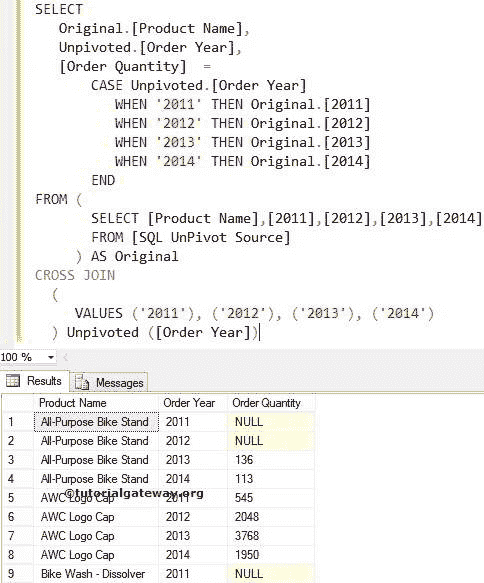 SELECT
Original.[Product Name],
Unpivoted.[Order Year],
[Order Quantity] =
CASE Unpivoted.[Order Year]
WHEN '2011' THEN Original.[2011]
WHEN '2012' THEN Original.[2012]
WHEN '2013' THEN Original.[2013]
WHEN '2014' THEN Original.[2014]
END
FROM (
SELECT [Product Name],[2011],[2012],[2013],[2014]
FROM [SQL UnPivot Source]
) AS Original
CROSS JOIN
(
VALUES ('2011'), ('2012'), ('2013'), ('2014')
) Unpivoted ([Order Year])
100 %
Results Messages
Product Name Order Year Order Quantity
1 All-Purpose Bike Stand 2011 NULL
2 All-Purpose Bike Stand 2012 NULL
3 All-Purpose Bike Stand 2013 136
4 All-Purpose Bike Stand 2014 113
©tutorialgateway.org
5 AWC Logo Cap 2011 545
6 AWC Logo Cap 2012 2048
7 AWC Logo Cap 2013 3768
8 AWC Logo Cap 2014 1950
9 Bike Wash - Dissolver 2011 NULL